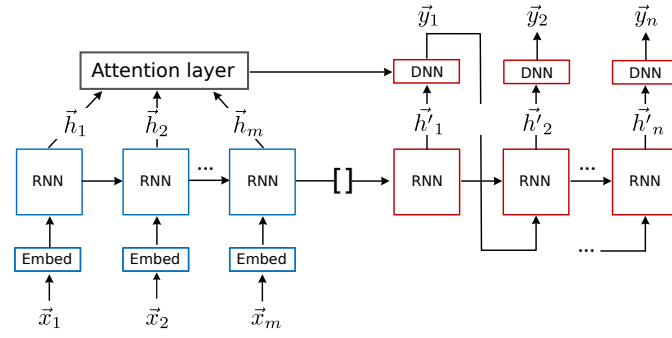 y⃗₁ y⃗₂ y⃗ₙ
Attention layer DNN DNN DNN
h⃗₁ h⃗₂ h⃗ₘ h⃗'₁ h⃗'₂ h⃗'ₙ
... ...
RNN RNN RNN [ ] RNN RNN RNN
Embed Embed Embed ...
x⃗₁ x⃗₂ x⃗ₘ